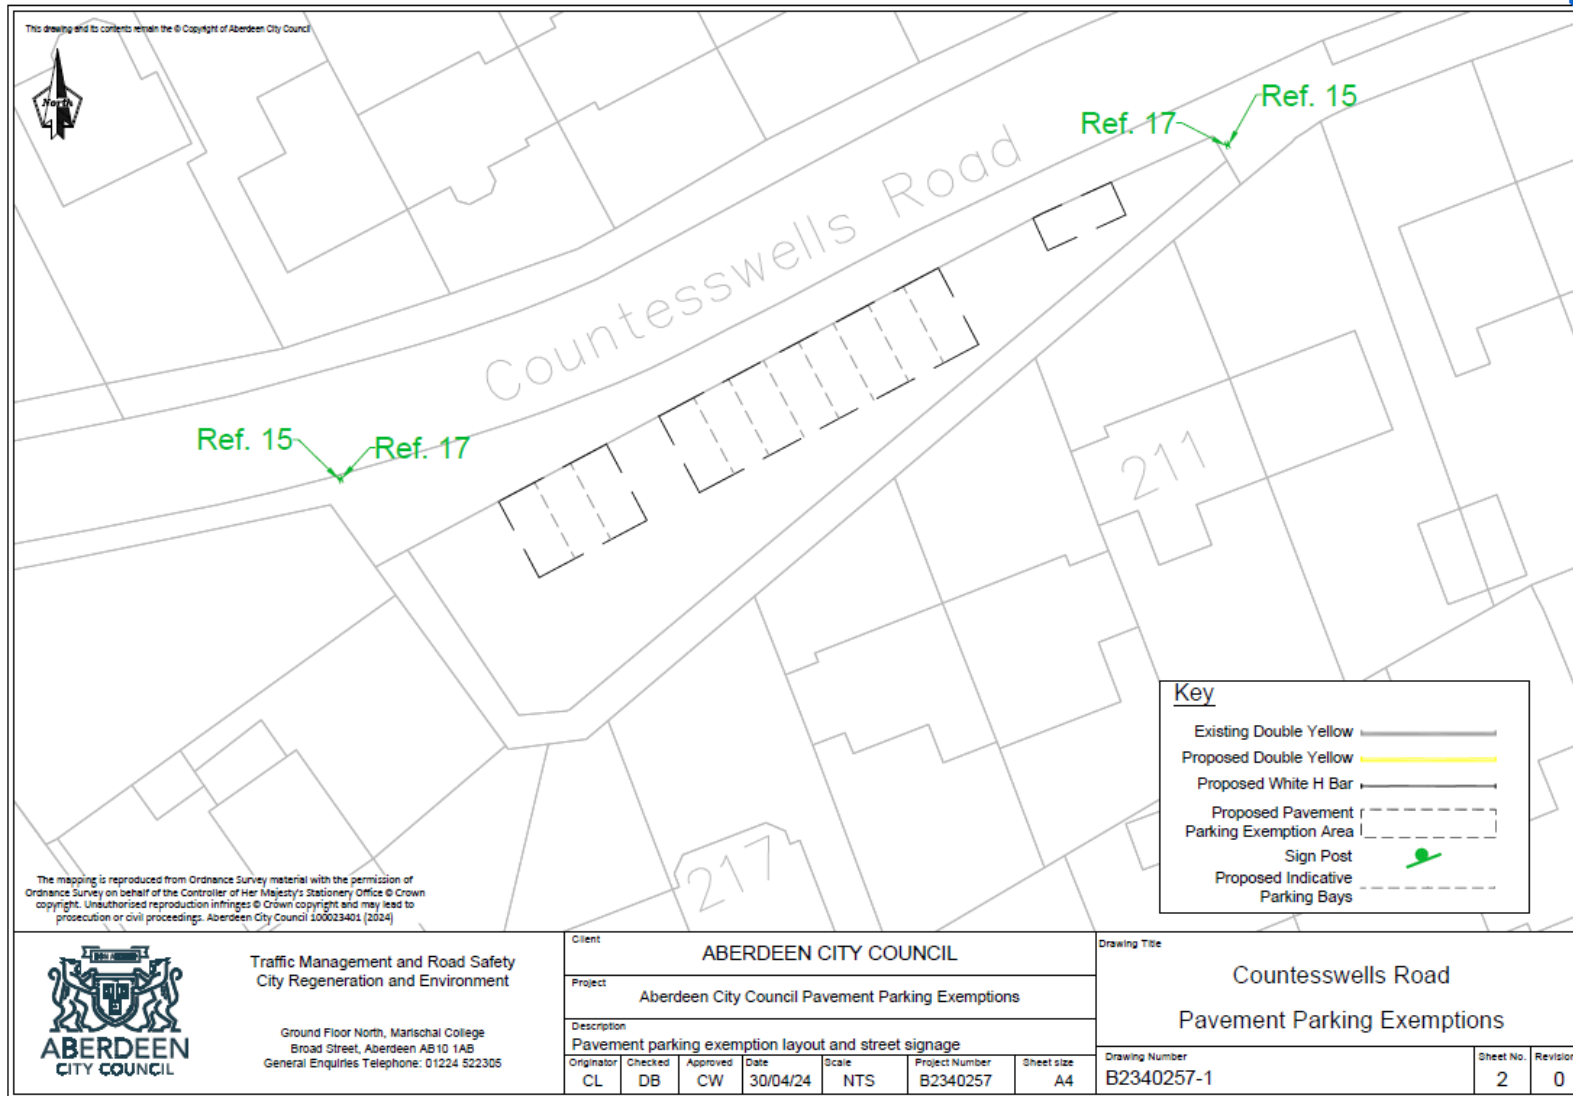 This drawing and its contents remain the © Copyright of Aberdeen City Council
North
Ref. 15
Ref. 17
Countesswells Road
Ref. 15
Ref. 17
211
217
Key
Existing Double Yellow
Proposed Double Yellow
Proposed White H Bar
Proposed Pavement
Parking Exemption Area
Sign Post
Proposed Indicative
Parking Bays
The mapping is reproduced from Ordnance Survey material with the permission of
Ordnance Survey on behalf of the Controller of Her Majesty's Stationery Office © Crown
copyright. Unauthorised reproduction infringes © Crown copyright and may lead to
prosecution or civil proceedings. Aberdeen City Council 100023401 (2024)
ABERDEEN
CITY COUNCIL
Traffic Management and Road Safety
City Regeneration and Environment
Ground Floor North, Marischal College
Broad Street, Aberdeen AB10 1AB
General Enquiries Telephone: 01224 522305
Client
ABERDEEN CITY COUNCIL
Project
Aberdeen City Council Pavement Parking Exemptions
Description
Pavement parking exemption layout and street signage
Originator Checked Approved Date Scale Project Number Sheet size
CL DB CW 30/04/24 NTS B2340257 A4
Drawing Title
Countesswells Road
Pavement Parking Exemptions
Drawing Number Sheet No. Revision
B2340257-1 2 0